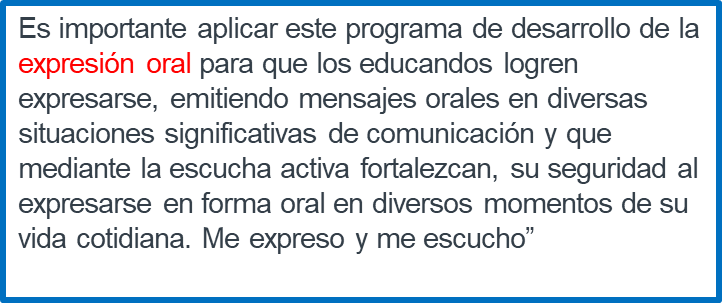 Es importante aplicar este programa de desarrollo de la
expresión oral para que los educandos logren
expresarse, emitiendo mensajes orales en diversas
situaciones significativas de comunicación y que
mediante la escucha activa fortalezcan, su seguridad al
expresarse en forma oral en diversos momentos de su
vida cotidiana. Me expreso y me escucho”